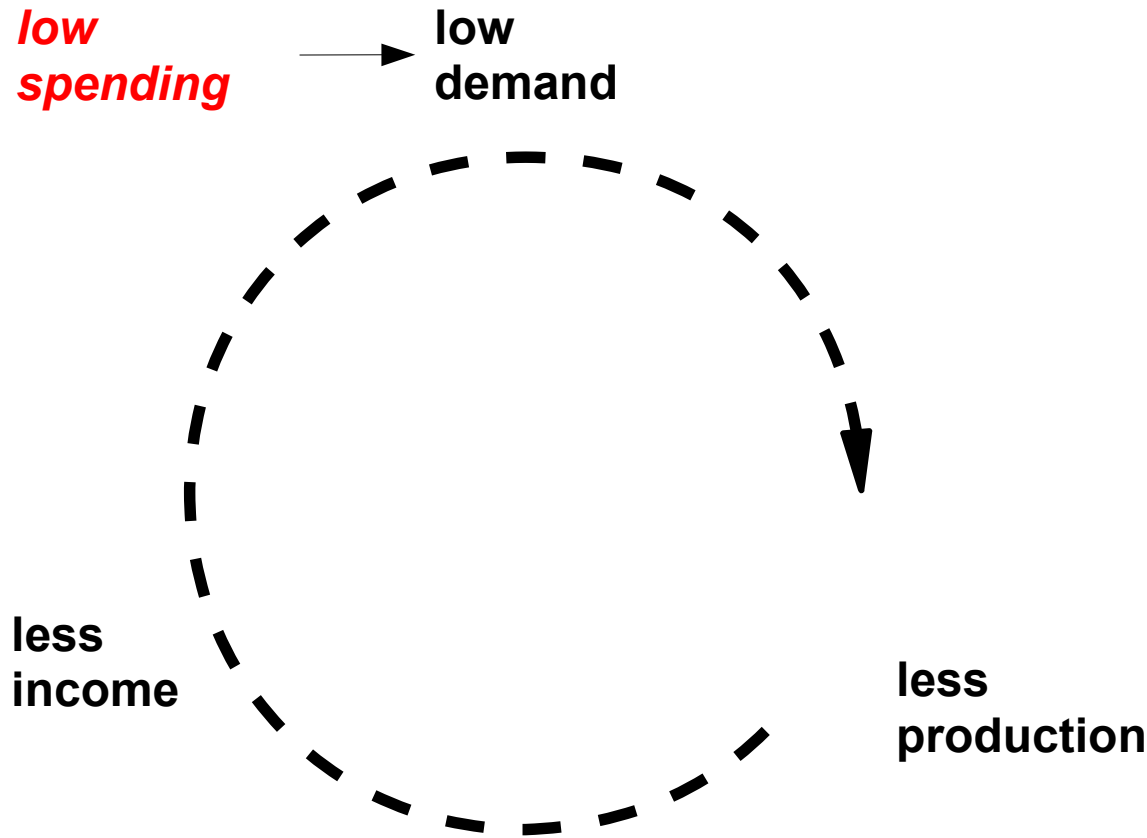 low
spending
low
demand
less
income
less
production